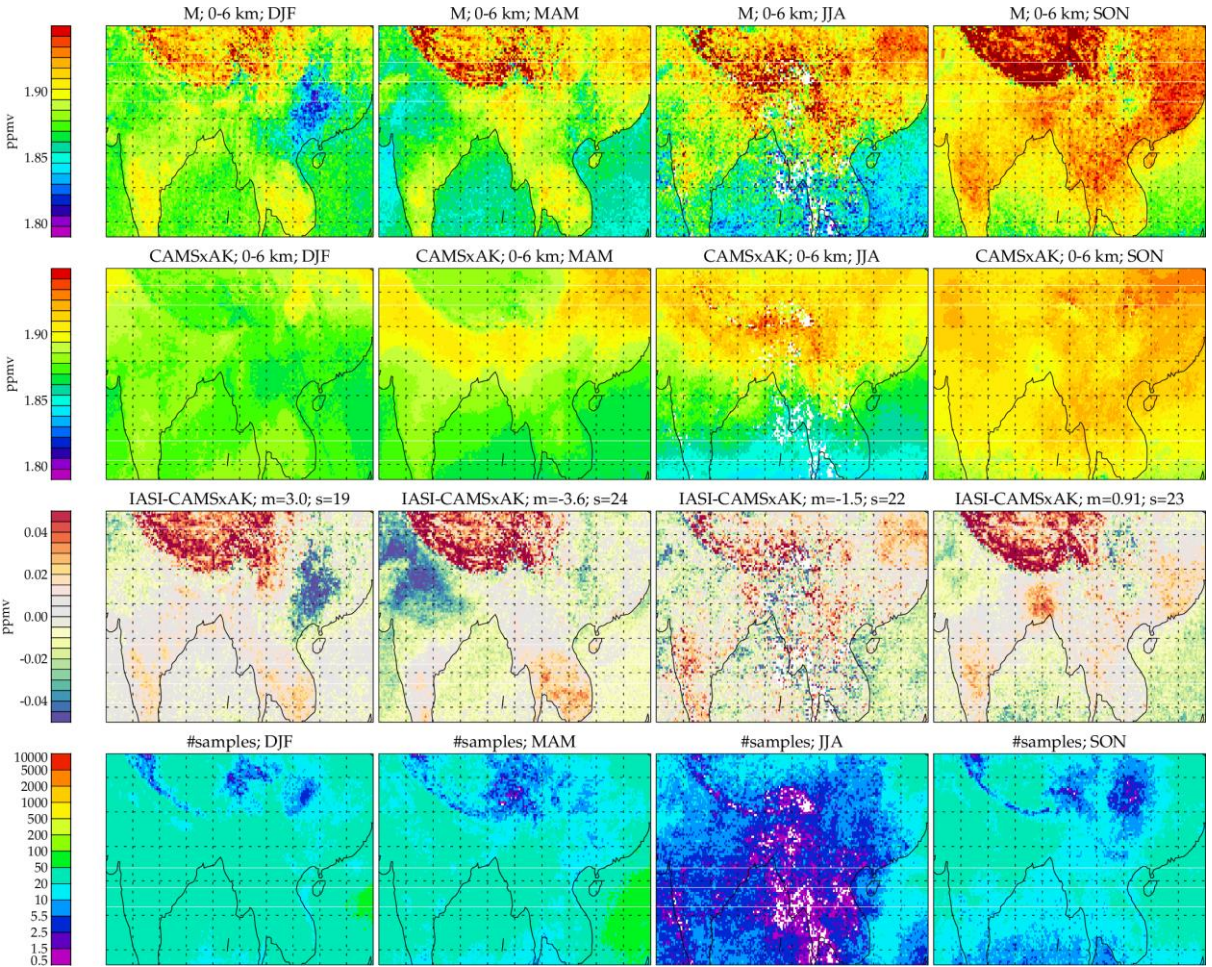 M; 0-6 km; DJF
M; 0-6 km; MAM
M; 0-6 km; JJA
M; 0-6 km; SON
1.90
1.85
1.80
ppmv
CAMSxAK; 0-6 km; DJF
CAMSxAK; 0-6 km; MAM
CAMSxAK; 0-6 km; JJA
CAMSxAK; 0-6 km; SON
1.90
1.85
1.80
ppmv
IASI-CAMSxAK; m=3.0; s=19
IASI-CAMSxAK; m=-3.6; s=24
IASI-CAMSxAK; m=-1.5; s=22
IASI-CAMSxAK; m=0.91; s=23
0.04
0.02
0.00
-0.02
-0.04
ppmv
#samples; DJF
#samples; MAM
#samples; JJA
#samples; SON
10000
5000
2000
1000
500
200
100
50
20
10
5.5
2.5
1.5
0.5